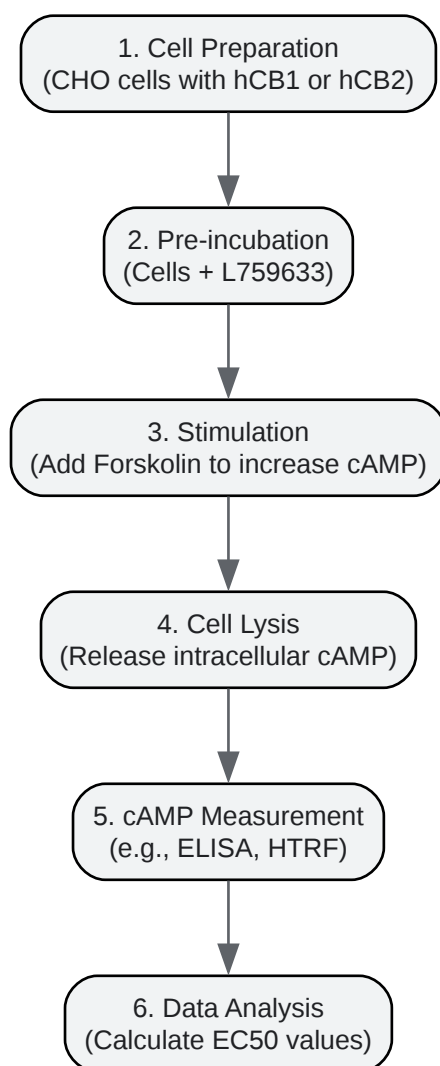 1. Cell Preparation
(CHO cells with hCB1 or hCB2)
2. Pre-incubation
(Cells + L759633)
3. Stimulation
(Add Forskolin to increase cAMP)
4. Cell Lysis
(Release intracellular cAMP)
5. cAMP Measurement
(e.g., ELISA, HTRF)
6. Data Analysis
(Calculate EC50 values)